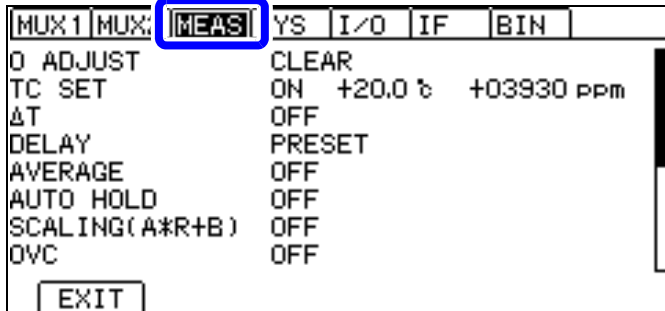 MUX1 MUX2 MEAS YS I/O IF BIN
0 ADJUST CLEAR
TC SET ON +20.0 ℃ +03930 ppm
ΔT OFF
DELAY PRESET
AVERAGE OFF
AUTO HOLD OFF
SCALING(A*R+B) OFF
OVC OFF
EXIT